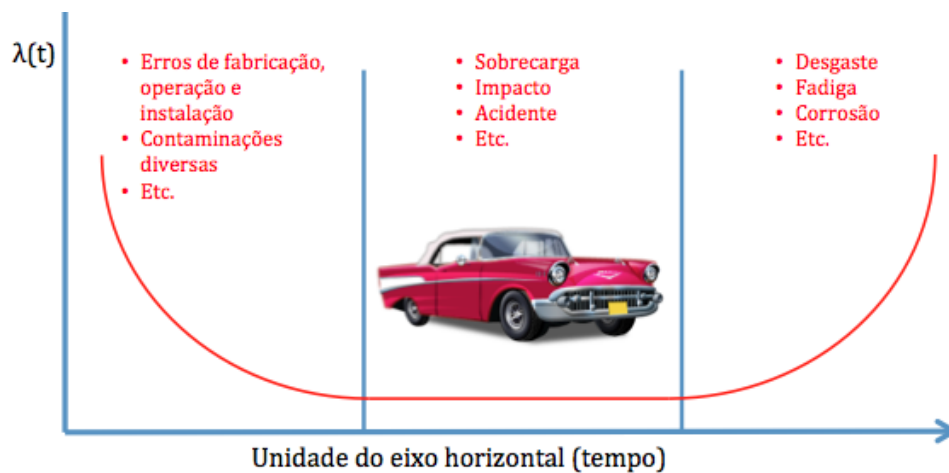 λ(t)
• Erros de fabricação,
operação e
instalação
• Contaminações
diversas
• Etc.
• Sobrecarga
• Impacto
• Acidente
• Etc.
• Desgaste
• Fadiga
• Corrosão
• Etc.
Unidade do eixo horizontal (tempo)